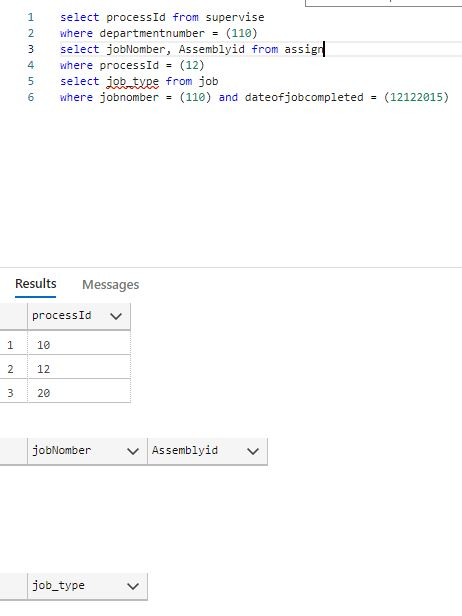 1 select processId from supervise
2 where departmentnumber = (110)
3 select jobNomber, Assemblyid from assign
4 where processId = (12)
5 select job_type from job
6 where jobnomber = (110) and dateofjobcompleted = (12122015)
Results Messages
processId
1 10
2 12
3 20
jobNomber Assemblyid
job_type